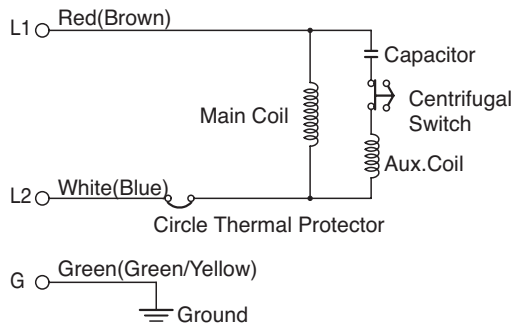 L1
Red(Brown)
Capacitor
Main Coil
Centrifugal
Switch
Aux.Coil
L2
White(Blue)
Circle Thermal Protector
G
Green(Green/Yellow)
Ground